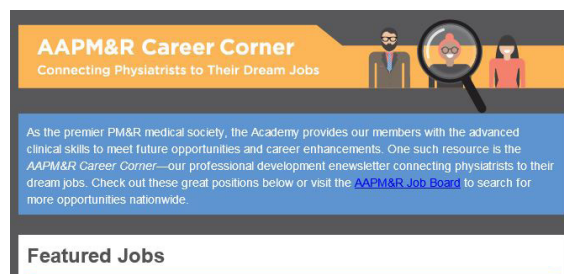 AAPM&R Career Corner
Connecting Physiatrists to Their Dream Jobs
As the premier PM&R medical society, the Academy provides our members with the advanced
clinical skills to meet future opportunities and career enhancements. One such resource is the
AAPM&R Career Corner—our professional development enewsletter connecting physiatrists to their
dream jobs. Check out these great positions below or visit the AAPM&R Job Board to search for
more opportunities nationwide.
Featured Jobs